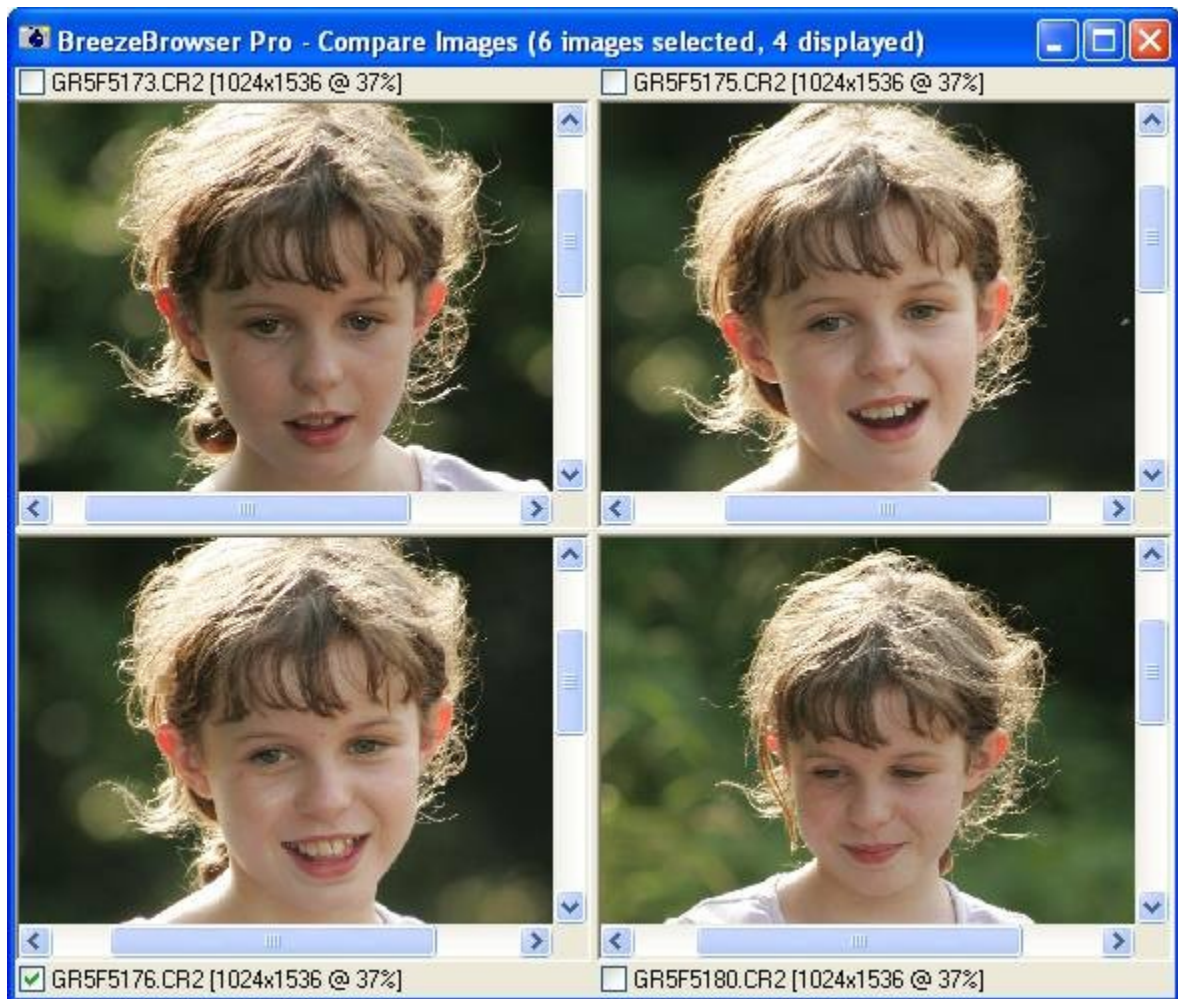 BreezeBrowser Pro - Compare Images (6 images selected, 4 displayed)
GR5F5173.CR2 [1024x1536 @ 37%]
GR5F5175.CR2 [1024x1536 @ 37%]
GR5F5176.CR2 [1024x1536 @ 37%]
GR5F5180.CR2 [1024x1536 @ 37%]